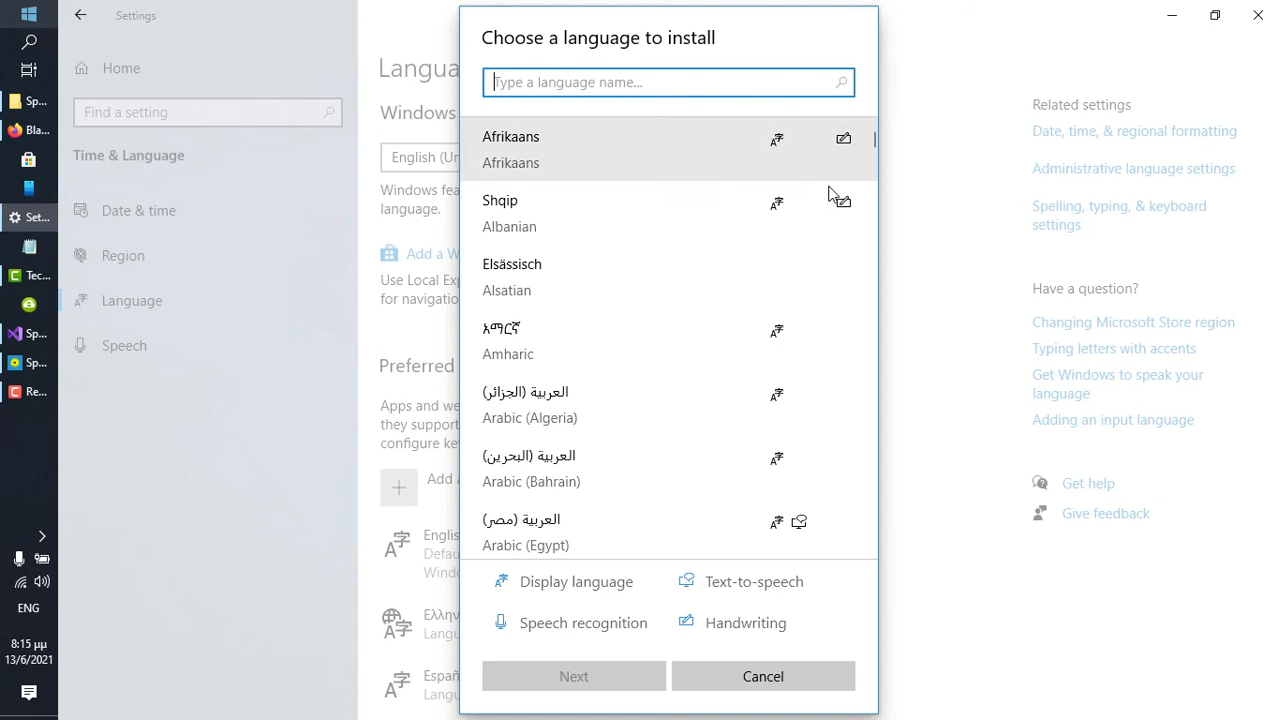 Settings
Home
Find a setting
Time & Language
Date & time
Region
Language
Speech
Sp...
Bla...
Set...
Tec...
Sp...
Sp...
Re...
ENG
8:15 μμ
13/6/2021
Langua
Windows
English (Un
Windows fea
language.
Add a W
Use Local Exp
for navigation
Preferred
Apps and we
they support
configure key
Add a
English
Defau
Windo
Ελλην
Langu
Españ
Langu
Choose a language to install
Type a language name...
Afrikaans
Afrikaans
Shqip
Albanian
Elsässisch
Alsatian
አማርኛ
Amharic
العربية (الجزائر)
Arabic (Algeria)
العربية (البحرين)
Arabic (Bahrain)
العربية (مصر)
Arabic (Egypt)
Display language
Text-to-speech
Speech recognition
Handwriting
Next
Cancel
Related settings
Date, time, & regional formatting
Administrative language settings
Spelling, typing, & keyboard
settings
Have a question?
Changing Microsoft Store region
Typing letters with accents
Get Windows to speak your
language
Adding an input language
Get help
Give feedback